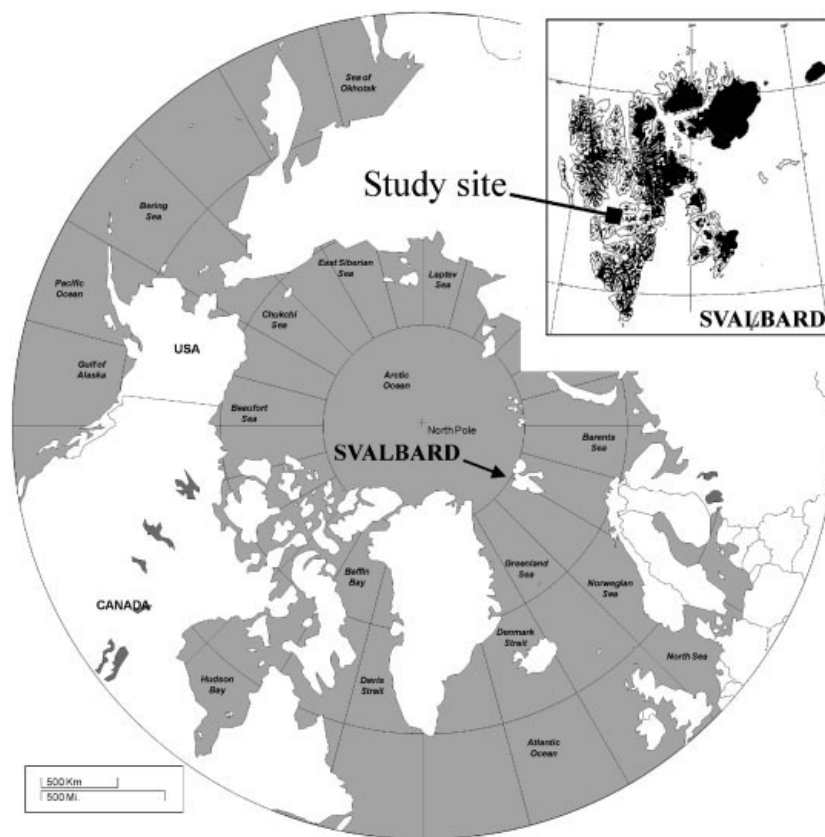 Sea of
Okhotsk
Study site
SVALBARD
Bering
Sea
Pacific
Ocean
East Siberian
Sea
Laptev
Sea
Chukchi
Sea
USA
Gulf of
Alaska
Arctic
Ocean
Beaufort
Sea
North Pole
Barents
Sea
SVALBARD
Greenland
Sea
Baffin
Bay
Norwegian
Sea
CANADA
Denmark
Strait
North Sea
Hudson
Bay
Davis
Strait
Atlantic
Ocean
500 Km
500 Mi.